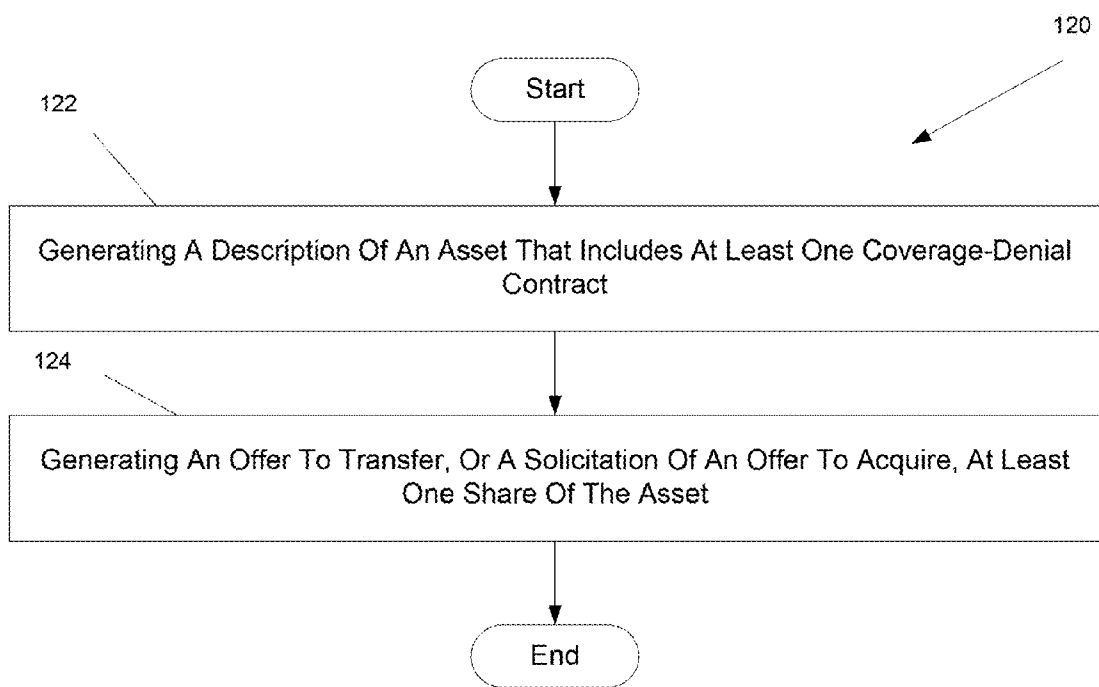 120
Start
122
Generating A Description Of An Asset That Includes At Least One Coverage-Denial
Contract
124
Generating An Offer To Transfer, Or A Solicitation Of An Offer To Acquire, At Least
One Share Of The Asset
End